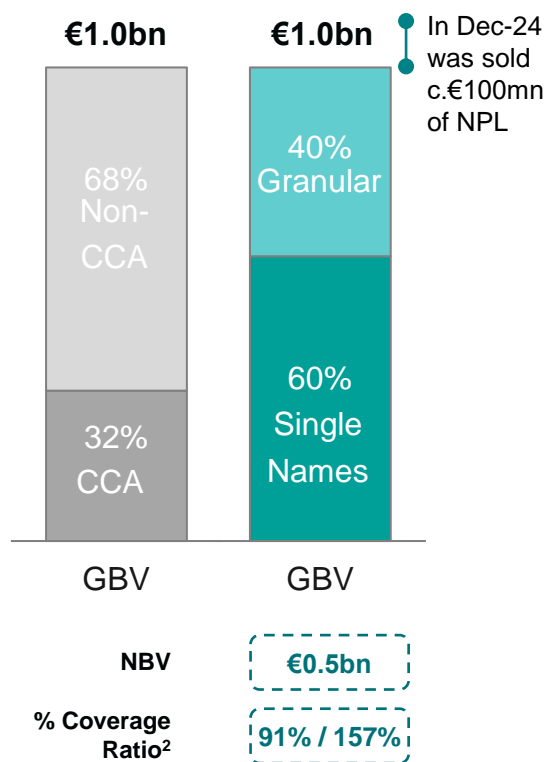 €1.0bn
€1.0bn
In Dec-24
was sold
c.€100mn
of NPL
68%
Non-
CCA
32%
CCA
40%
Granular
60%
Single
Names
GBV
GBV
NBV
€0.5bn
% Coverage
Ratio2
91% / 157%